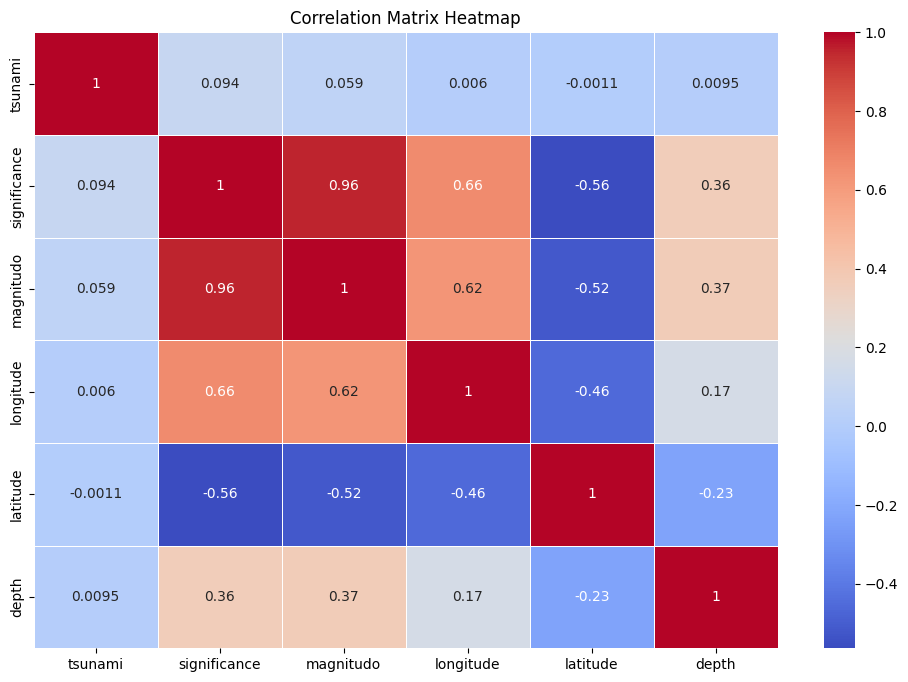 Correlation Matrix Heatmap
tsunami 1 0.094 0.059 0.006 -0.0011 0.0095
significance 0.094 1 0.96 0.66 -0.56 0.36
magnitudo 0.059 0.96 1 0.62 -0.52 0.37
longitude 0.006 0.66 0.62 1 -0.46 0.17
latitude -0.0011 -0.56 -0.52 -0.46 1 -0.23
depth 0.0095 0.36 0.37 0.17 -0.23 1
tsunami significance magnitudo longitude latitude depth
1.0
0.8
0.6
0.4
0.2
0.0
−0.2
−0.4